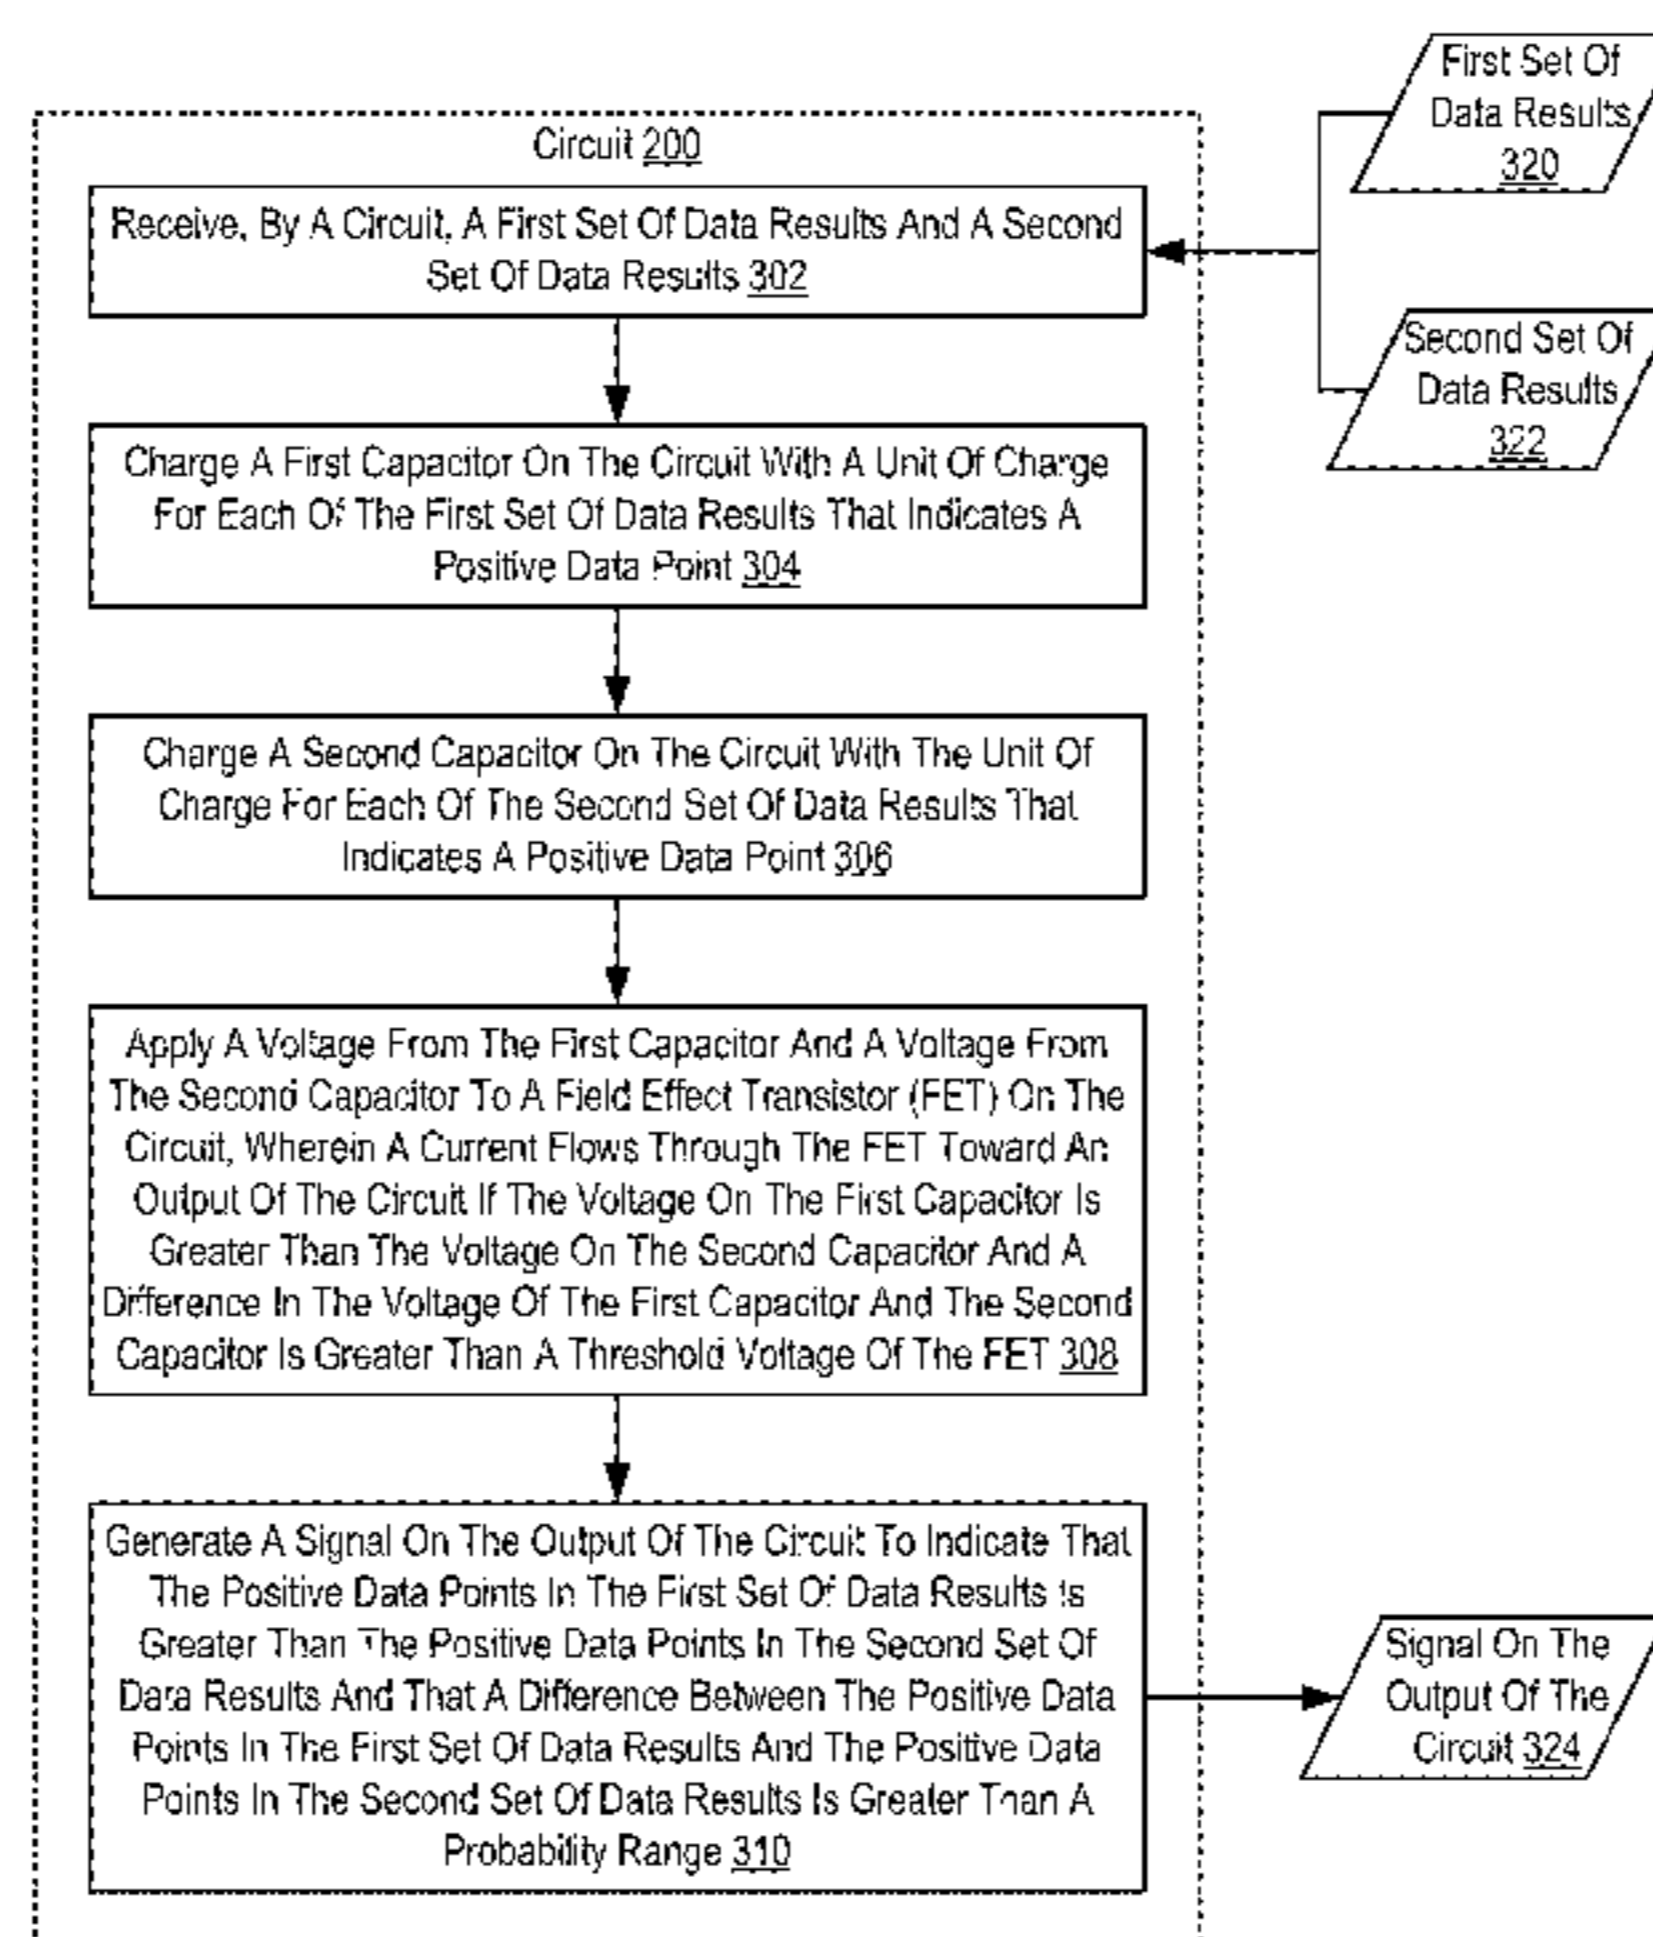 First Set Of
Data Results
320
Circuit 200
Receive, By A Circuit, A First Set Of Data Results And A Second
Set Of Data Results 302
Second Set Of
Data Results
322
Charge A First Capacitor On The Circuit With A Unit Of Charge
For Each Of The First Set Of Data Results That Indicates A
Positive Data Point 304
Charge A Second Capacitor On The Circuit With The Unit Of
Charge For Each Of The Second Set Of Data Results That
Indicates A Positive Data Point 306
Apply A Voltage From The First Capacitor And A Voltage From
The Second Capacitor To A Field Effect Transistor (FET) On The
Circuit, Wherein A Current Flows Through The FET Toward An
Output Of The Circuit If The Voltage On The First Capacitor Is
Greater Than The Voltage On The Second Capacitor And A
Difference In The Voltage Of The First Capacitor And The Second
Capacitor Is Greater Than A Threshold Voltage Of The FET 308
Generate A Signal On The Output Of The Circuit To Indicate That
The Positive Data Points In The First Set Of Data Results Is
Greater Than The Positive Data Points In The Second Set Of
Data Results And That A Difference Between The Positive Data
Points In The First Set Of Data Results And The Positive Data
Points In The Second Set Of Data Results Is Greater Than A
Probability Range 310
Signal On The
Output Of The
Circuit 324